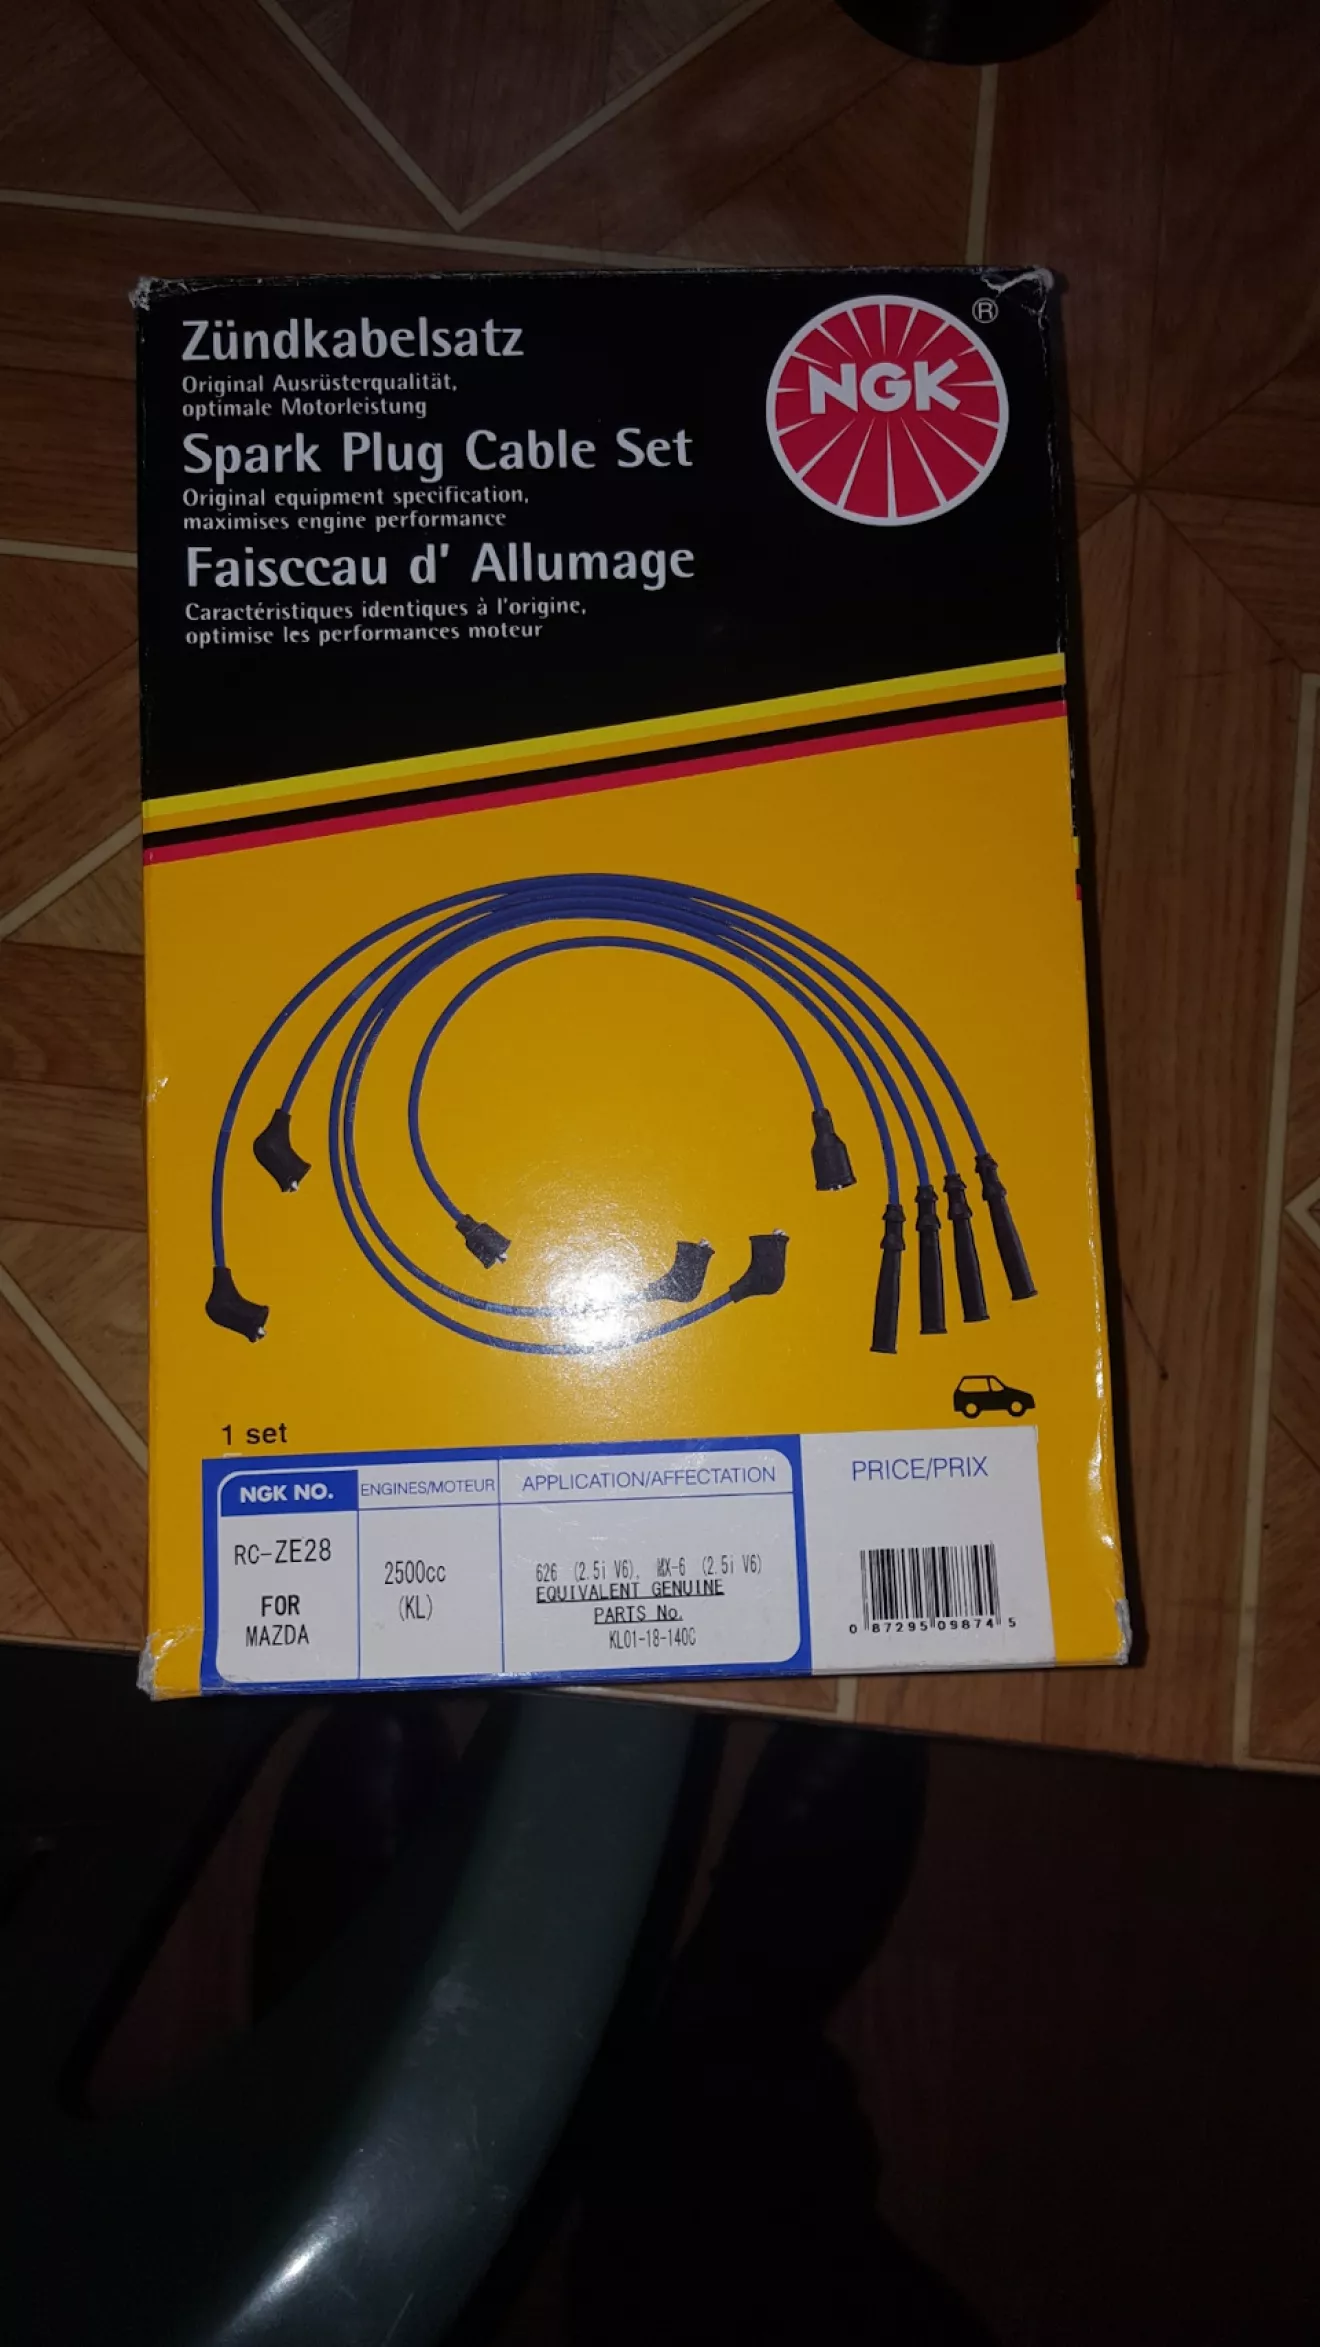 Zündkabelsatz
Original Ausrüsterqualität,
optimale Motorleistung
Spark Plug Cable Set
Original equipment specification,
maximises engine performance
Faisceau d' Allumage
Caractéristiques identiques à l'origine,
optimise les performances moteur
NGK
®
1 set
NGK NO.
RC-ZE28
FOR
MAZDA
ENGINES/MOTEUR
2500cc
(KL)
APPLICATION/AFFECTATION
626 (2.5i V6), MX-6 (2.5i V6)
EQUIVALENT GENUINE
PARTS No.
KL01-18-140C
PRICE/PRIX
0 87295 09874 5